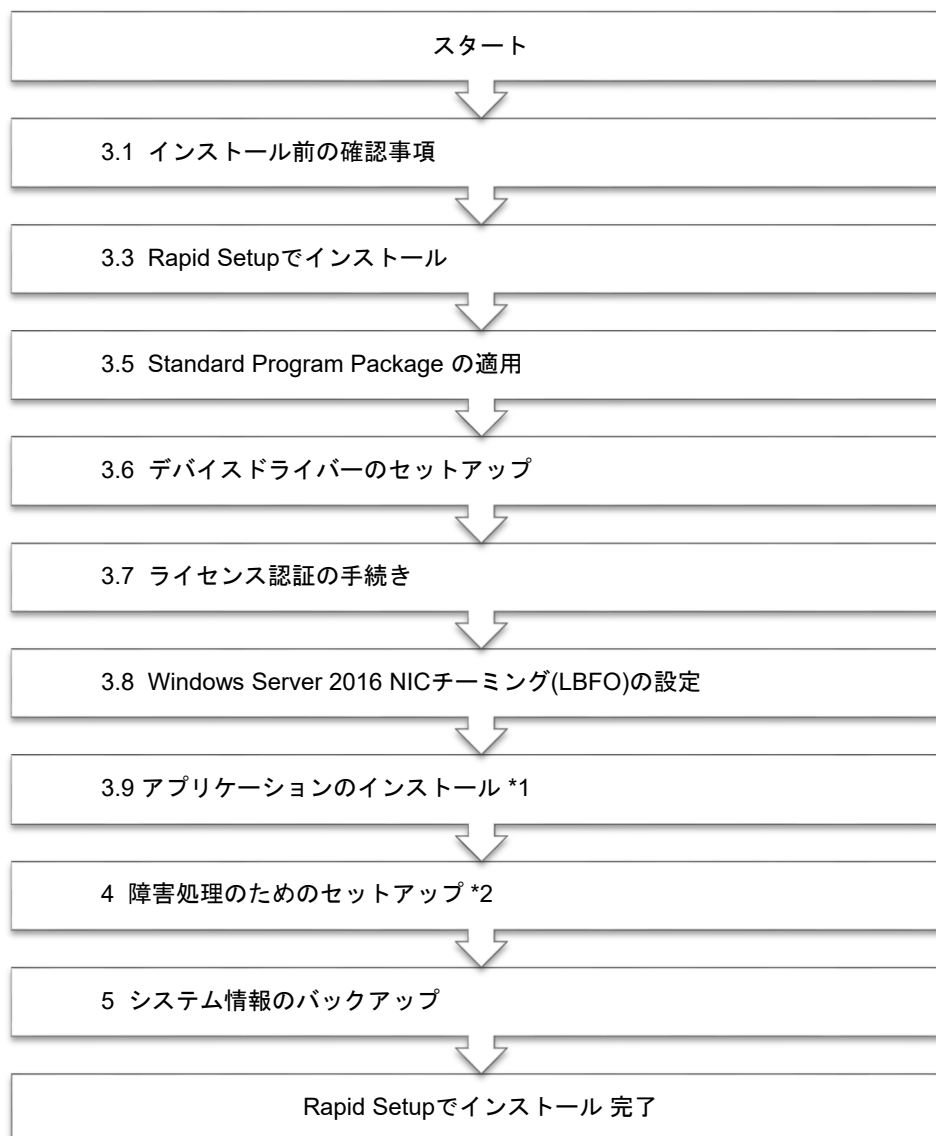 スタート
3.1 インストール前の確認事項
3.3 Rapid Setupでインストール
3.5 Standard Program Package の適用
3.6 デバイスドライバーのセットアップ
3.7 ライセンス認証の手続き
3.8 Windows Server 2016 NICチーミング(LBFO)の設定
3.9 アプリケーションのインストール *1
4 障害処理のためのセットアップ *2
5 システム情報のバックアップ
Rapid Setupでインストール 完了